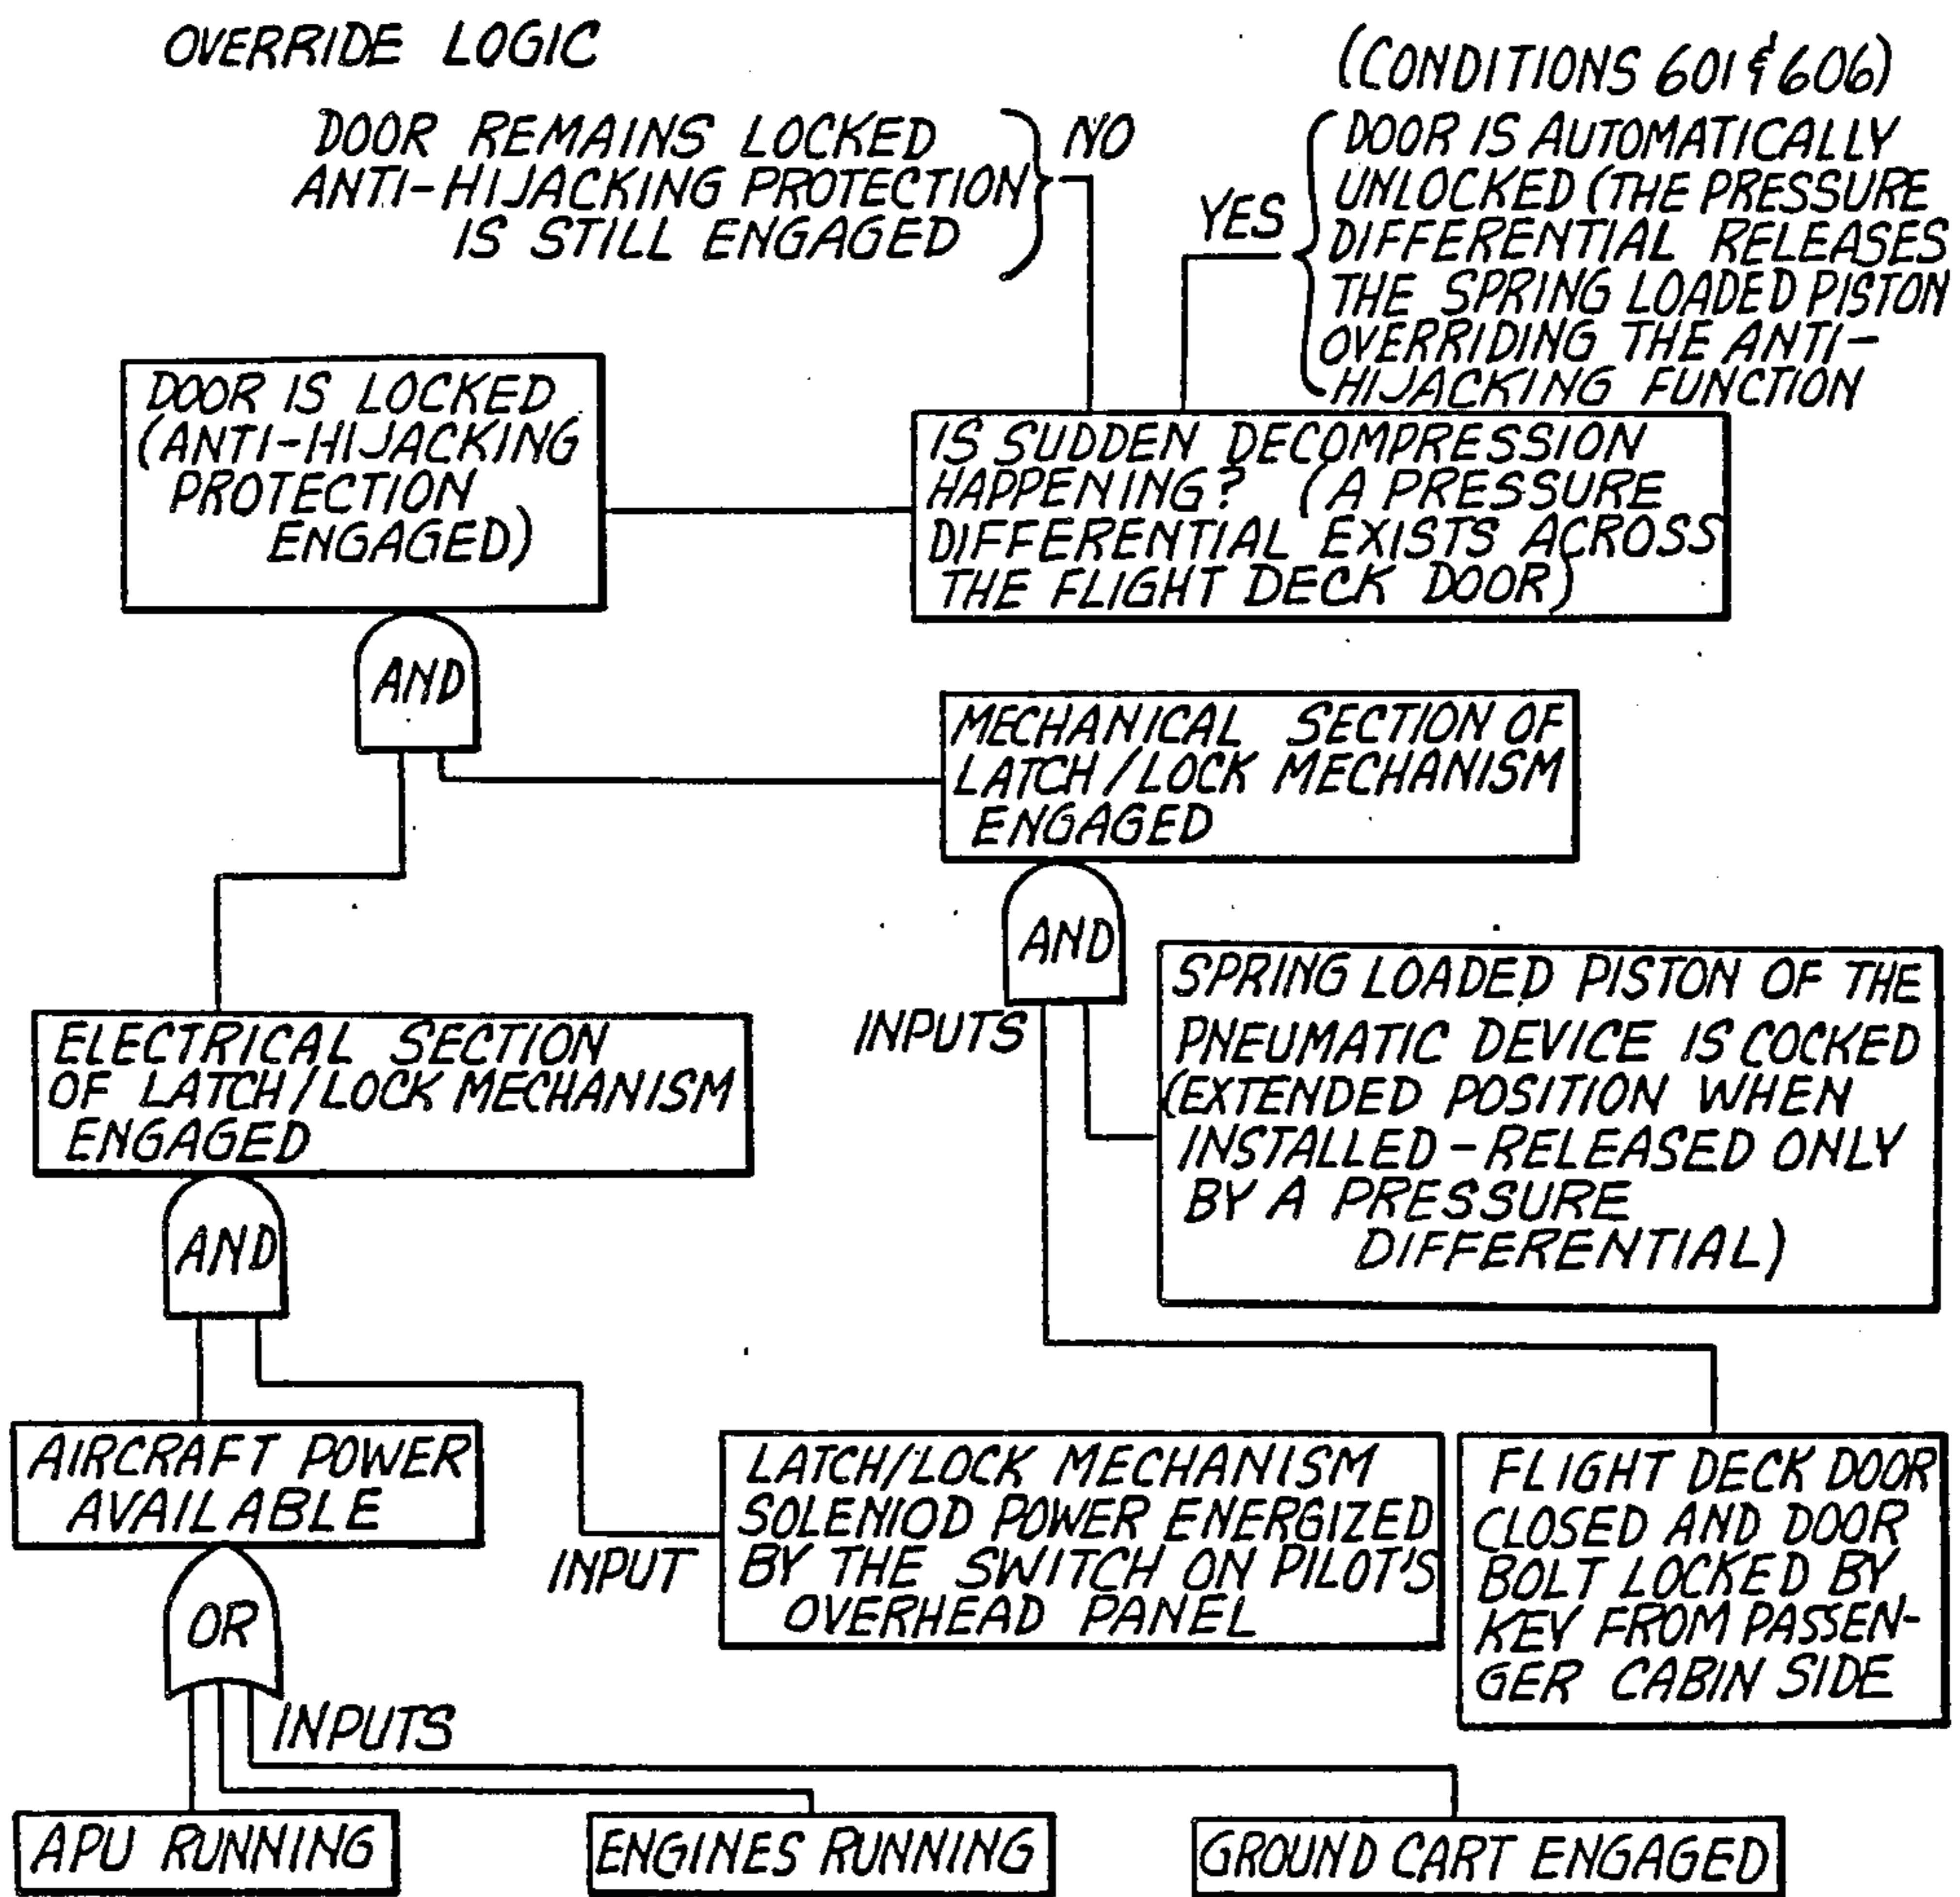 OVERRIDE LOGIC
(CONDITIONS 601 & 606)
DOOR REMAINS LOCKED
ANTI-HIJACKING PROTECTION
IS STILL ENGAGED
NO
YES
DOOR IS AUTOMATICALLY
UNLOCKED (THE PRESSURE
DIFFERENTIAL RELEASES
THE SPRING LOADED PISTON
OVERRIDING THE ANTI-
HIJACKING FUNCTION
DOOR IS LOCKED
(ANTI-HIJACKING
PROTECTION
ENGAGED)
IS SUDDEN DECOMPRESSION
HAPPENING? (A PRESSURE
DIFFERENTIAL EXISTS ACROSS
THE FLIGHT DECK DOOR)
AND
MECHANICAL SECTION OF
LATCH/LOCK MECHANISM
ENGAGED
AND
INPUTS
SPRING LOADED PISTON OF THE
PNEUMATIC DEVICE IS COCKED
(EXTENDED POSITION WHEN
INSTALLED-RELEASED ONLY
BY A PRESSURE
DIFFERENTIAL)
ELECTRICAL SECTION
OF LATCH/LOCK MECHANISM
ENGAGED
AND
AIRCRAFT POWER
AVAILABLE
INPUT
LATCH/LOCK MECHANISM
SOLENIOD POWER ENERGIZED
BY THE SWITCH ON PILOT'S
OVERHEAD PANEL
FLIGHT DECK DOOR
CLOSED AND DOOR
BOLT LOCKED BY
KEY FROM PASSEN-
GER CABIN SIDE
OR
INPUTS
APU RUNNING
ENGINES RUNNING
GROUND CART ENGAGED